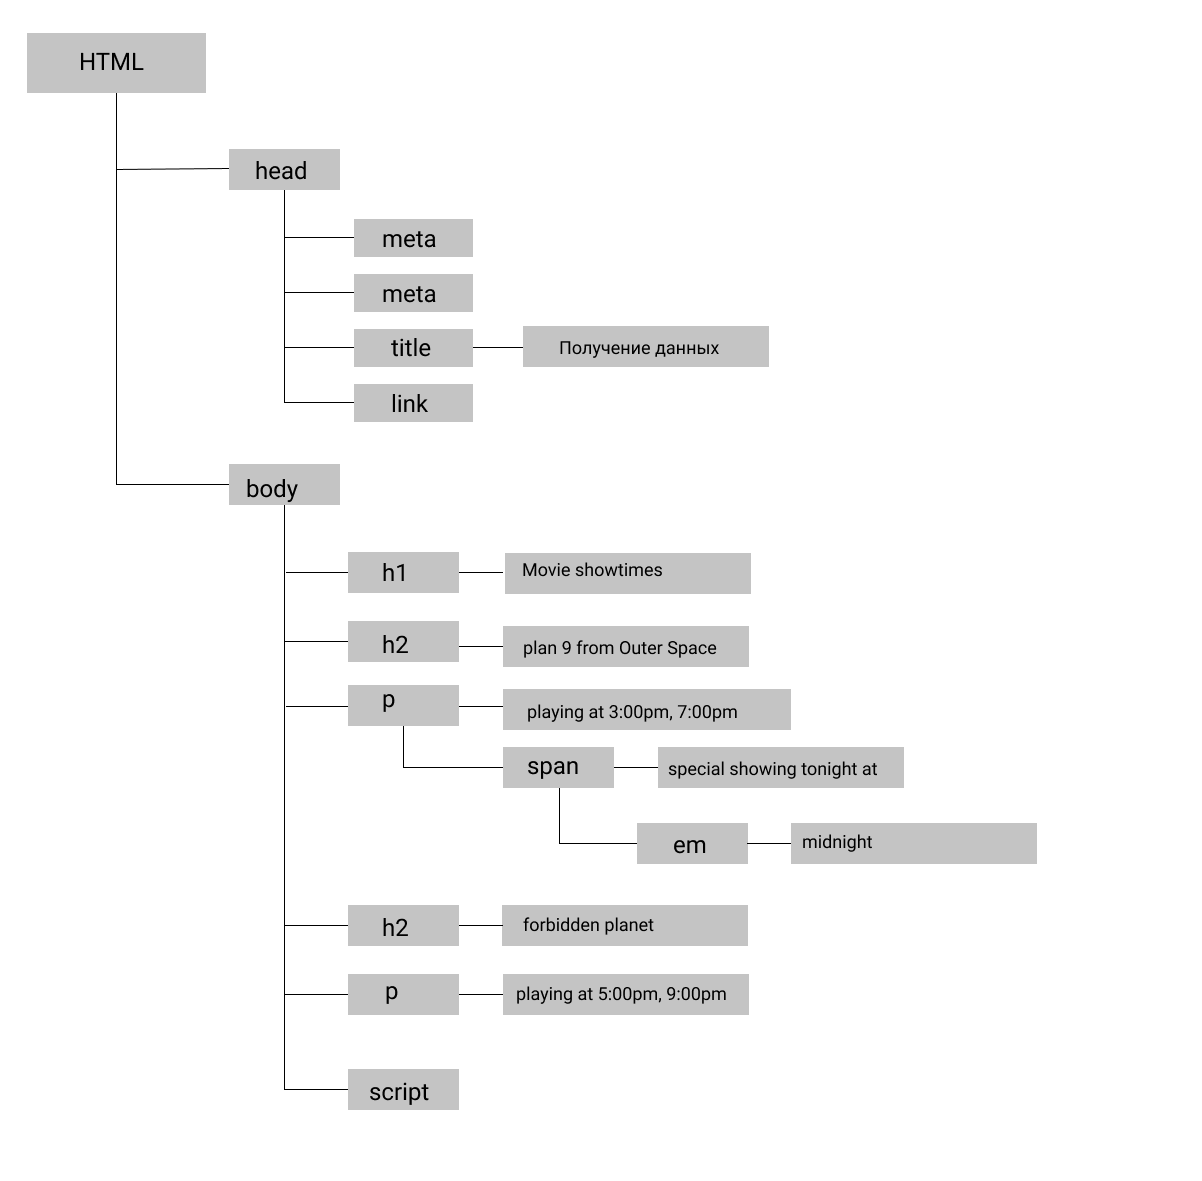 HTML
head
meta
meta
title
Получение данных
link
body
h1
Movie showtimes
h2
plan 9 from Outer Space
p
playing at 3:00pm, 7:00pm
span
special showing tonight at
em
midnight
h2
forbidden planet
p
playing at 5:00pm, 9:00pm
script